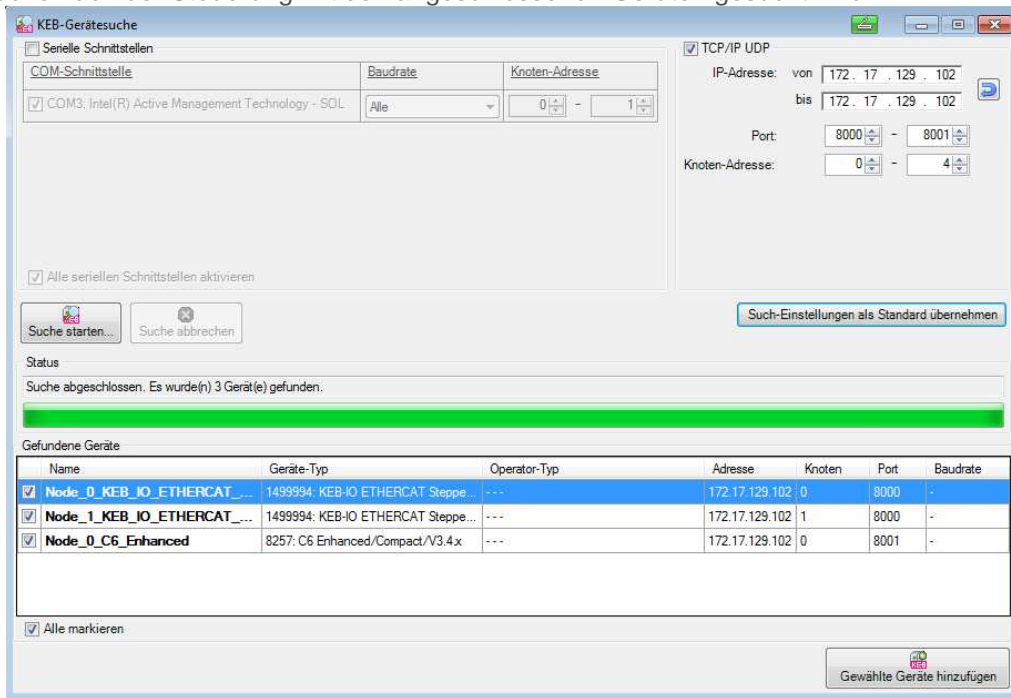 KEB-Gerätesuche
Serielle Schnittstellen
COM-Schnittstelle Baudrate Knoten-Adresse
COM3: Intel(R) Active Management Technology - SOL Alle 0 - 1
Alle seriellen Schnittstellen aktivieren
TCP/IP UDP
IP-Adresse: von 172 . 17 . 129 . 102
bis 172 . 17 . 129 . 102
Port: 8000 - 8001
Knoten-Adresse: 0 - 4
Suche starten... Suche abbrechen
Such-Einstellungen als Standard übernehmen
Status
Suche abgeschlossen. Es wurde(n) 3 Gerät(e) gefunden.
Gefundene Geräte
Name Geräte-Typ Operator-Typ Adresse Knoten Port Baudrate
Node_0_KEB_IO_ETHERCAT_... 1499994: KEB-IO ETHERCAT Steppe... --- 172.17.129.102 0 8000 -
Node_1_KEB_IO_ETHERCAT_... 1499994: KEB-IO ETHERCAT Steppe... --- 172.17.129.102 1 8000 -
Node_0_C6_Enhanced 8257: C6 Enhanced/Compact/V3.4.x --- 172.17.129.102 0 8001 -
Alle markieren
Gewählte Geräte hinzufügen